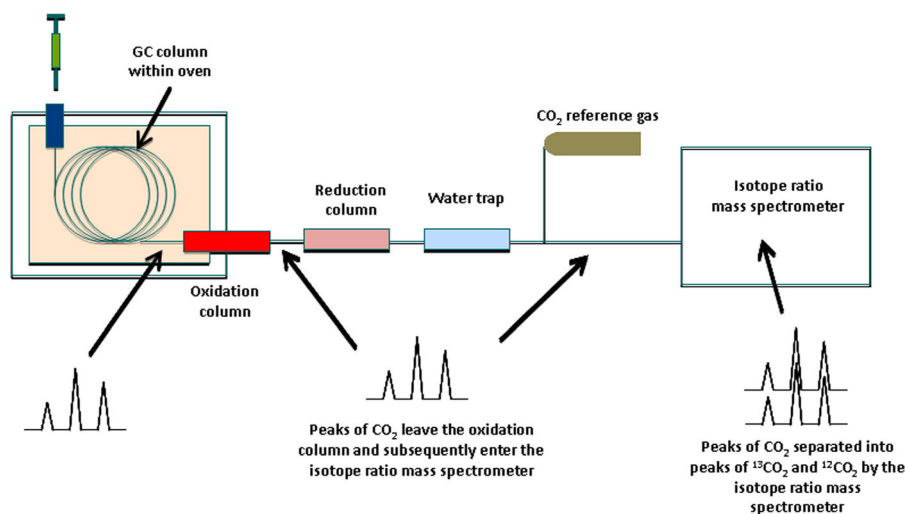 GC column
within oven
CO₂ reference gas
Reduction
column
Water trap
Isotope ratio
mass spectrometer
Oxidation
column
Peaks of CO₂ leave the oxidation
column and subsequently enter the
isotope ratio mass spectrometer
Peaks of CO₂ separated into
peaks of ¹³CO₂ and ¹²CO₂ by the
isotope ratio mass
spectrometer